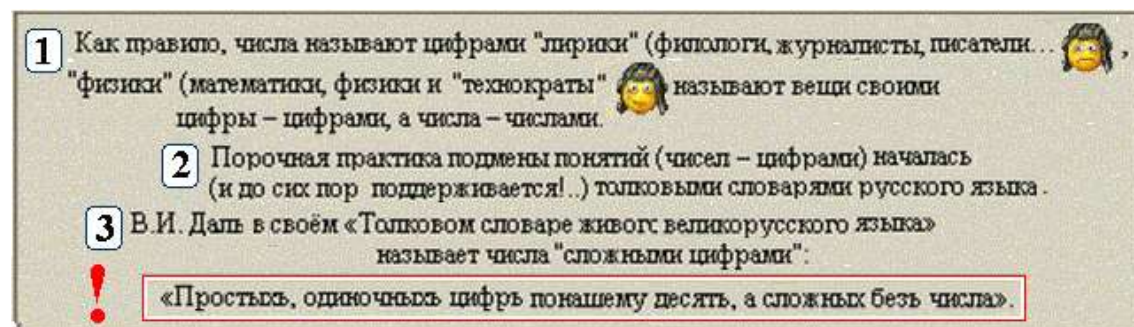 1 Как правило, числа называют цифрами "лирики" (филологи, журналисты, писатели... ,
"физики" (математики, физики и "технократы" называют вещи своими
цифры – цифрами, а числа – числами.
2 Порочная практика подмены понятий (чисел – цифрами) началась
(и до сих пор поддерживается!..) толковыми словарями русского языка.
3 В.И. Даль в своём «Толковом словаре живого великорусского языка»
называет числа "сложными цифрами":
! «Простыхъ, одиночныхъ цифръ понашему десять, а сложных безъ числа».